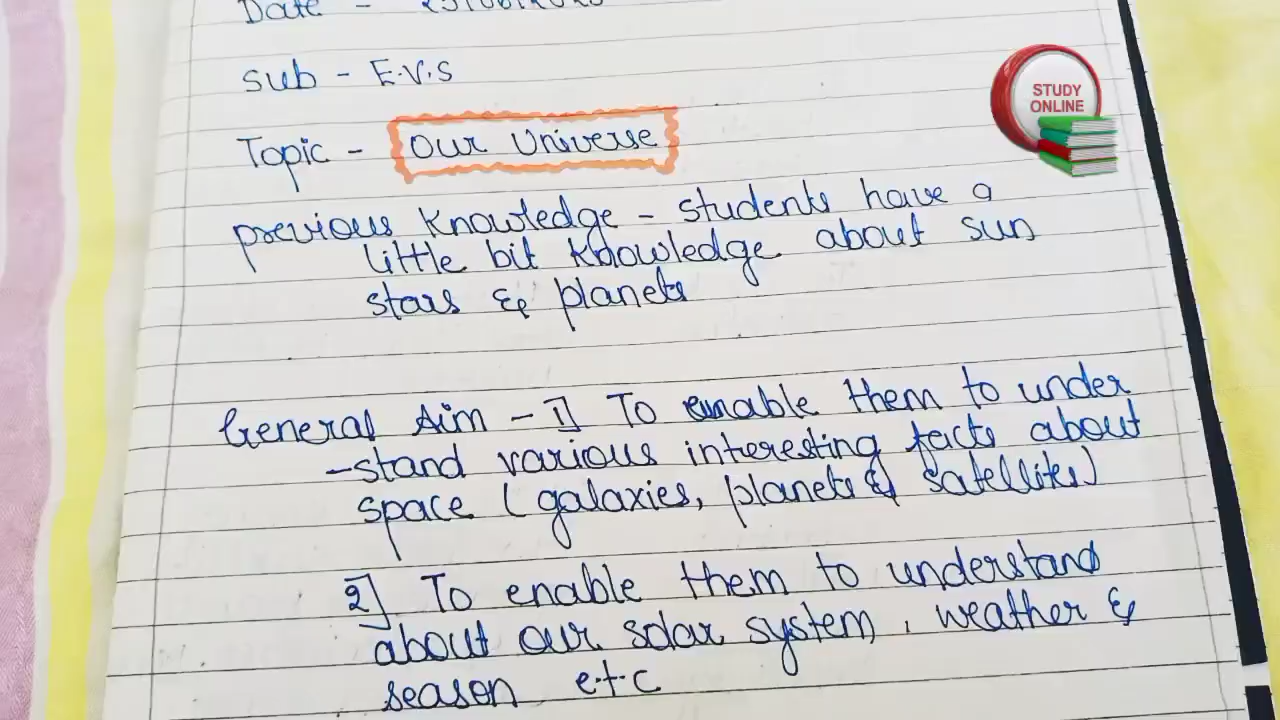 Date -
Sub - E.V.S
STUDY
ONLINE
Topic - Our Universe
previous knowledge - students have a
little bit knowledge about sun
stars & planets
General Aim - 1] To enable them to under
-stand various interesting facts about
space (galaxies, planets & satellites)
2] To enable them to understand
about our solar system, weather &
season e.t.c